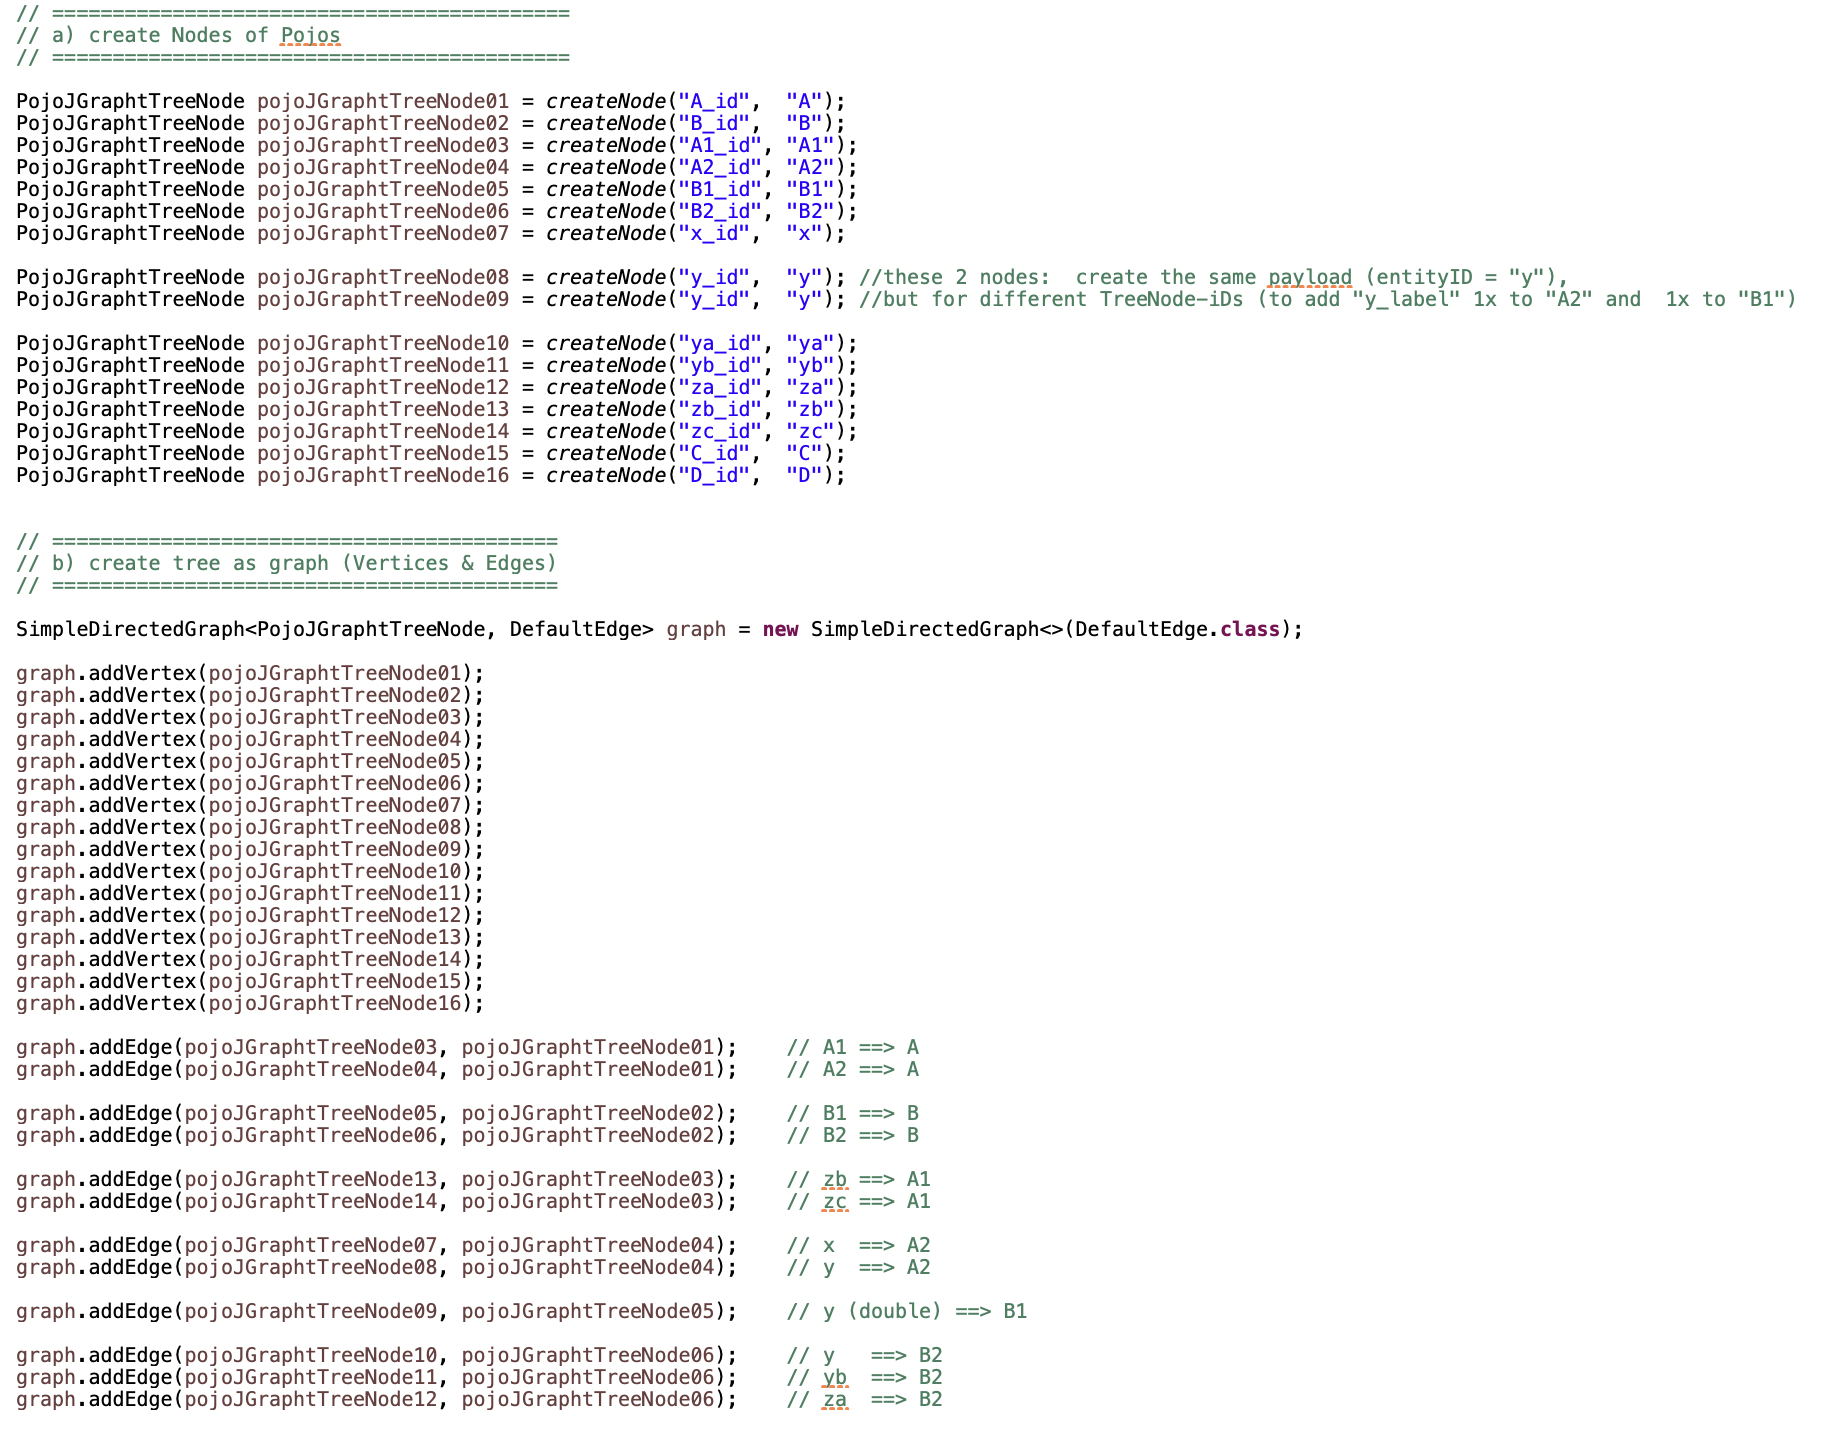 // ===========================================
// a) create Nodes of Pojos
// ===========================================
PojoJGraphtTreeNode pojoJGraphtTreeNode01 = createNode("A_id",  "A");
PojoJGraphtTreeNode pojoJGraphtTreeNode02 = createNode("B_id",  "B");
PojoJGraphtTreeNode pojoJGraphtTreeNode03 = createNode("A1_id", "A1");
PojoJGraphtTreeNode pojoJGraphtTreeNode04 = createNode("A2_id", "A2");
PojoJGraphtTreeNode pojoJGraphtTreeNode05 = createNode("B1_id", "B1");
PojoJGraphtTreeNode pojoJGraphtTreeNode06 = createNode("B2_id", "B2");
PojoJGraphtTreeNode pojoJGraphtTreeNode07 = createNode("x_id",  "x");
PojoJGraphtTreeNode pojoJGraphtTreeNode08 = createNode("y_id",  "y"); //these 2 nodes:  create the same payload (entityID = "y"),
PojoJGraphtTreeNode pojoJGraphtTreeNode09 = createNode("y_id",  "y"); //but for different TreeNode-iDs (to add "y_label" 1x to "A2" and  1x to "B1")
PojoJGraphtTreeNode pojoJGraphtTreeNode10 = createNode("ya_id", "ya");
PojoJGraphtTreeNode pojoJGraphtTreeNode11 = createNode("yb_id", "yb");
PojoJGraphtTreeNode pojoJGraphtTreeNode12 = createNode("za_id", "za");
PojoJGraphtTreeNode pojoJGraphtTreeNode13 = createNode("zb_id", "zb");
PojoJGraphtTreeNode pojoJGraphtTreeNode14 = createNode("zc_id", "zc");
PojoJGraphtTreeNode pojoJGraphtTreeNode15 = createNode("C_id",  "C");
PojoJGraphtTreeNode pojoJGraphtTreeNode16 = createNode("D_id",  "D");
// ==========================================
// b) create tree as graph (Vertices & Edges)
// ==========================================
SimpleDirectedGraph<PojoJGraphtTreeNode, DefaultEdge> graph = new SimpleDirectedGraph<>(DefaultEdge.class);
graph.addVertex(pojoJGraphtTreeNode01);
graph.addVertex(pojoJGraphtTreeNode02);
graph.addVertex(pojoJGraphtTreeNode03);
graph.addVertex(pojoJGraphtTreeNode04);
graph.addVertex(pojoJGraphtTreeNode05);
graph.addVertex(pojoJGraphtTreeNode06);
graph.addVertex(pojoJGraphtTreeNode07);
graph.addVertex(pojoJGraphtTreeNode08);
graph.addVertex(pojoJGraphtTreeNode09);
graph.addVertex(pojoJGraphtTreeNode10);
graph.addVertex(pojoJGraphtTreeNode11);
graph.addVertex(pojoJGraphtTreeNode12);
graph.addVertex(pojoJGraphtTreeNode13);
graph.addVertex(pojoJGraphtTreeNode14);
graph.addVertex(pojoJGraphtTreeNode15);
graph.addVertex(pojoJGraphtTreeNode16);
graph.addEdge(pojoJGraphtTreeNode03, pojoJGraphtTreeNode01);    // A1 ==> A
graph.addEdge(pojoJGraphtTreeNode04, pojoJGraphtTreeNode01);    // A2 ==> A
graph.addEdge(pojoJGraphtTreeNode05, pojoJGraphtTreeNode02);    // B1 ==> B
graph.addEdge(pojoJGraphtTreeNode06, pojoJGraphtTreeNode02);    // B2 ==> B
graph.addEdge(pojoJGraphtTreeNode13, pojoJGraphtTreeNode03);    // zb ==> A1
graph.addEdge(pojoJGraphtTreeNode14, pojoJGraphtTreeNode03);    // zc ==> A1
graph.addEdge(pojoJGraphtTreeNode07, pojoJGraphtTreeNode04);    // x  ==> A2
graph.addEdge(pojoJGraphtTreeNode08, pojoJGraphtTreeNode04);    // y  ==> A2
graph.addEdge(pojoJGraphtTreeNode09, pojoJGraphtTreeNode05);    // y (double) ==> B1
graph.addEdge(pojoJGraphtTreeNode10, pojoJGraphtTreeNode06);    // y   ==> B2
graph.addEdge(pojoJGraphtTreeNode11, pojoJGraphtTreeNode06);    // yb  ==> B2
graph.addEdge(pojoJGraphtTreeNode12, pojoJGraphtTreeNode06);    // za  ==> B2